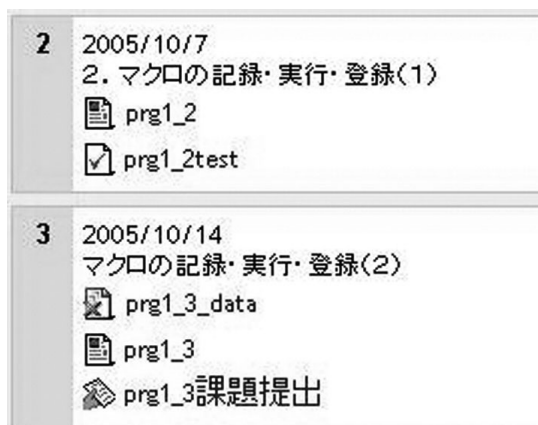 2
2005/10/7
2. マクロの記録・実行・登録(1)
prg1_2
prg1_2test
3
2005/10/14
マクロの記録・実行・登録(2)
prg1_3_data
prg1_3
prg1_3課題提出